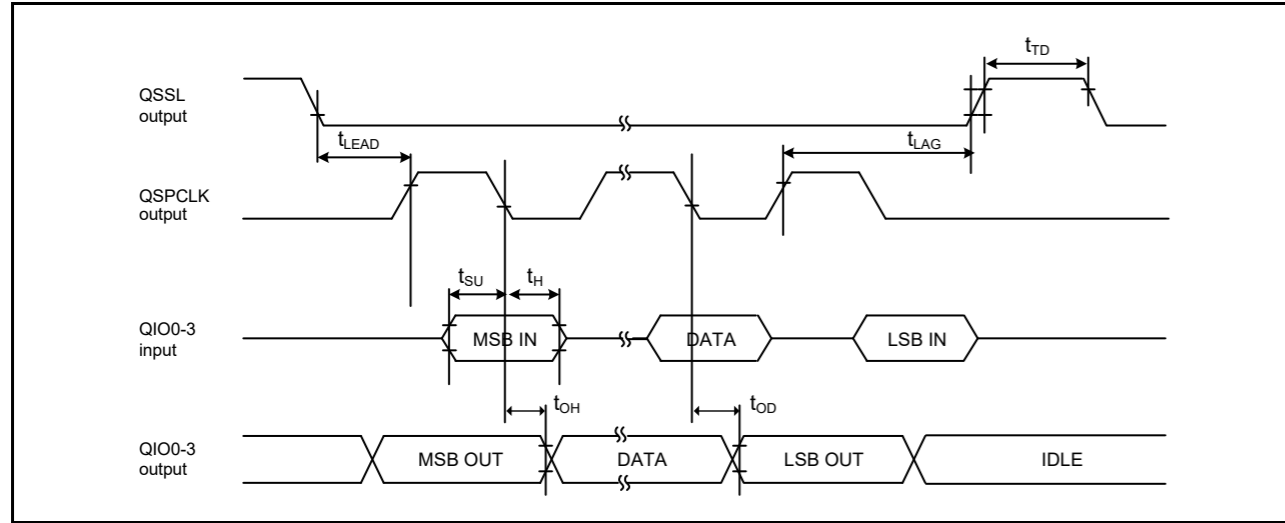 tTD
QSSL
output
tLEAD
tLAG
QSPCLK
output
tSU
tH
QIO0-3
input
MSB IN
DATA
LSB IN
tOH
tOD
QIO0-3
output
MSB OUT
DATA
LSB OUT
IDLE